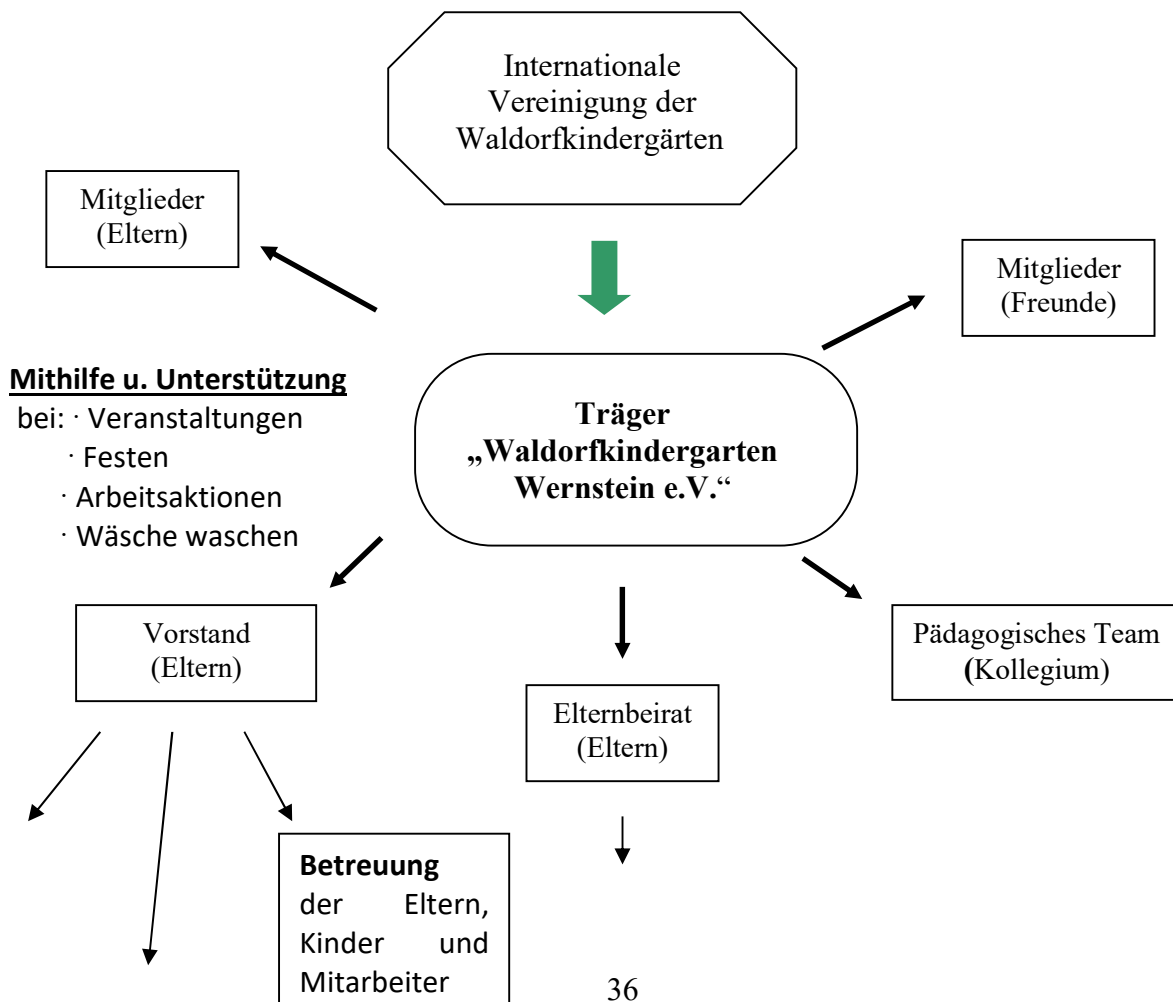 Internationale
Vereinigung der
Waldorfkindergärten
Mitglieder
(Eltern)
Mitglieder
(Freunde)
Mithilfe u. Unterstützung
bei: · Veranstaltungen
· Festen
· Arbeitsaktionen
· Wäsche waschen
Träger
„Waldorfkindergarten
Wernstein e.V.“
Vorstand
(Eltern)
Pädagogisches Team
(Kollegium)
Elternbeirat
(Eltern)
Betreuung
der Eltern,
Kinder und
Mitarbeiter
36